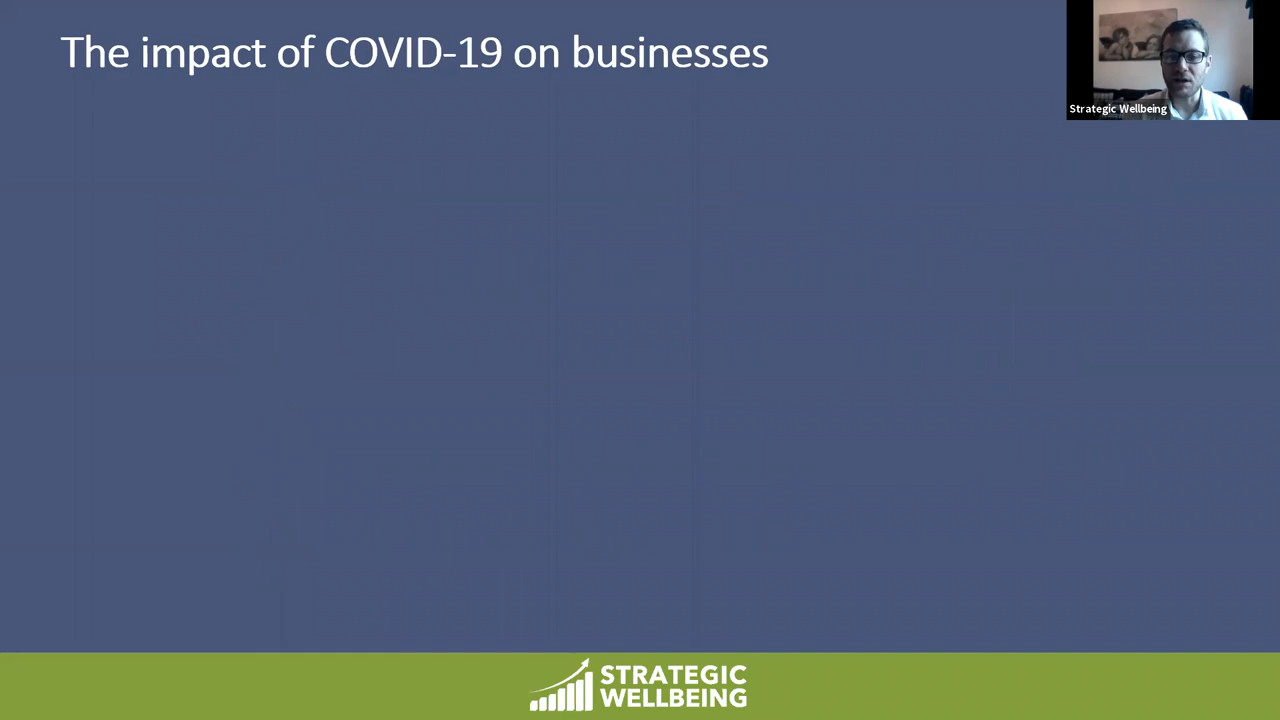 The impact of COVID-19 on businesses
Strategic Wellbeing
STRATEGIC
WELLBEING